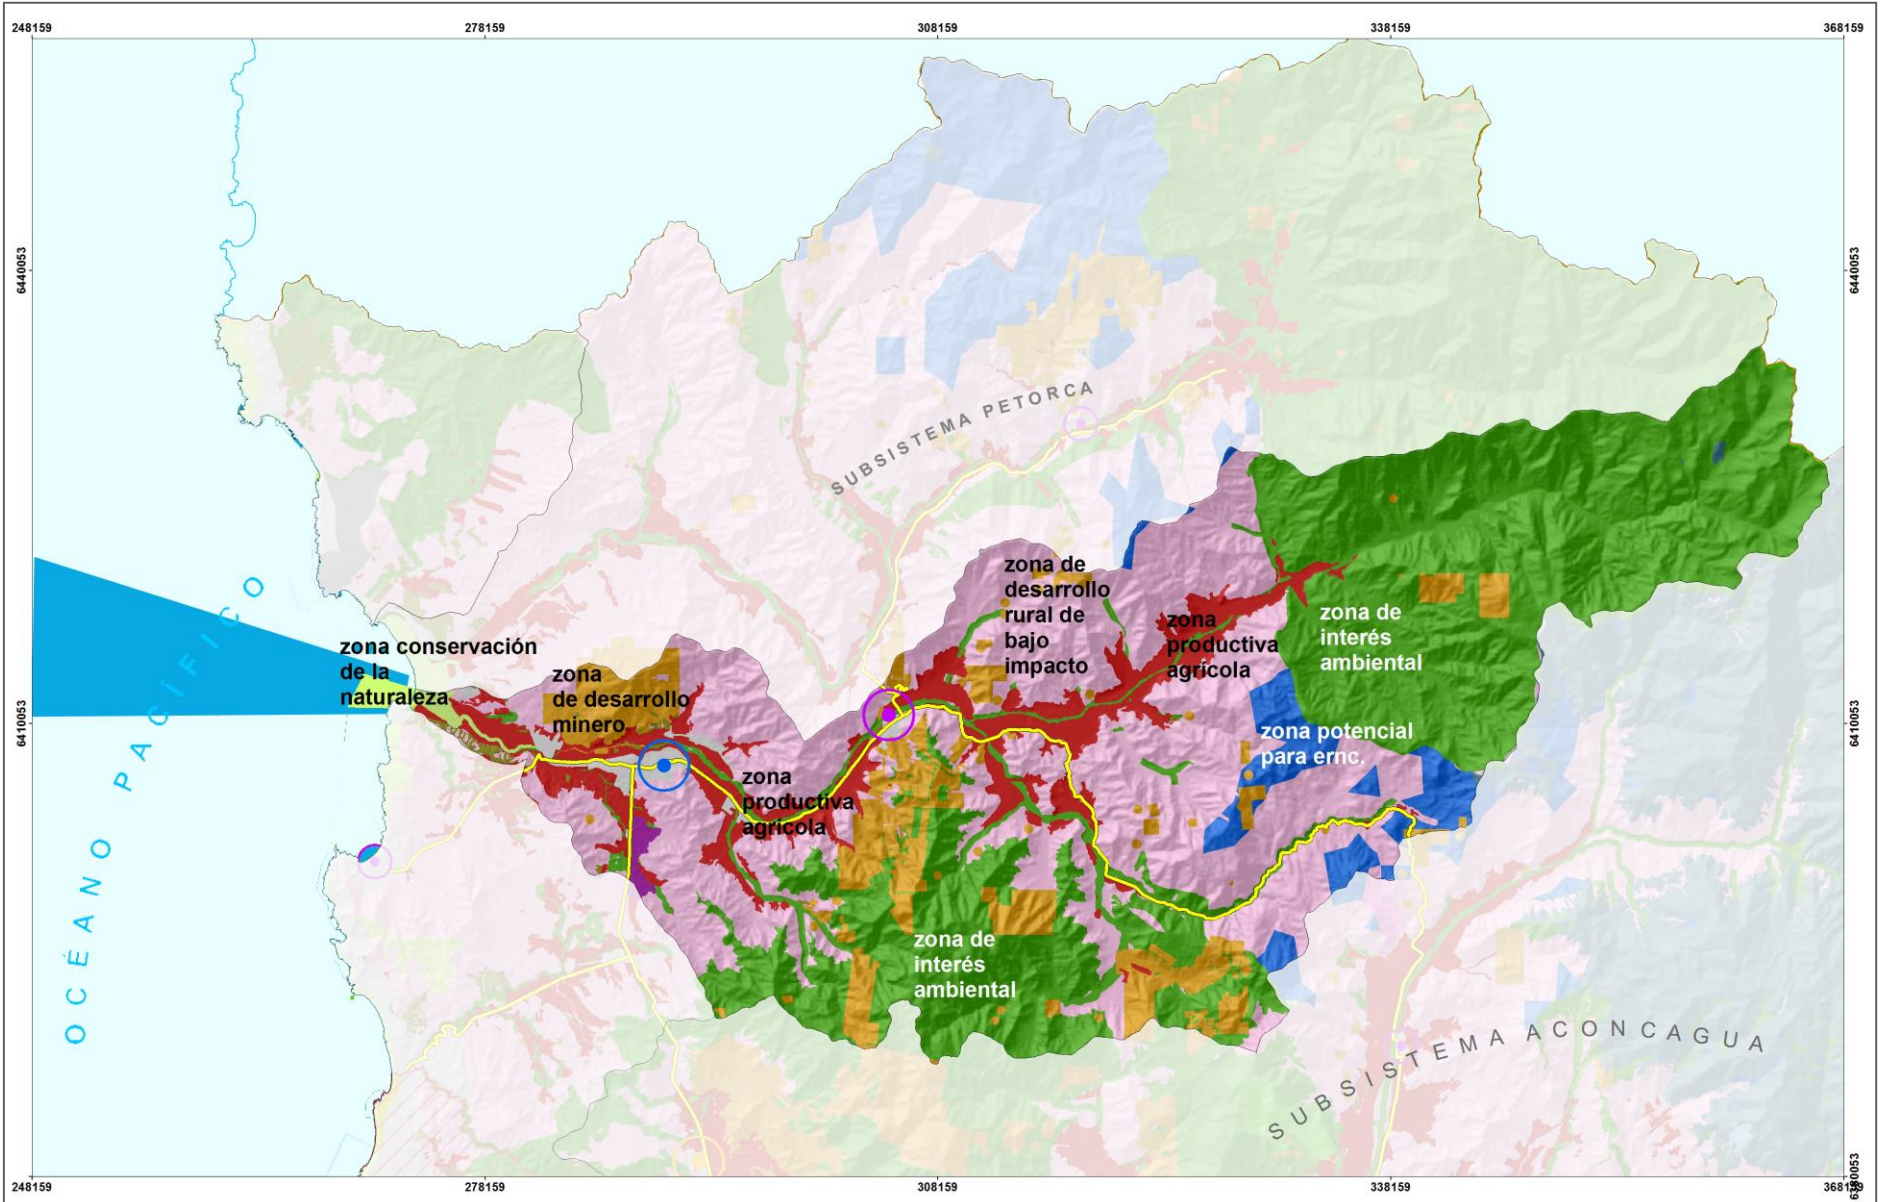 248159
278159
308159
338159
368159
6440053
6440053
SUBSISTEMA PETORCA
OCÉANO PACÍFICO
zona conservación
de la
naturaleza
zona
de desarrollo
minero
zona de
desarrollo
rural de
bajo
impacto
zona
productiva
agrícola
zona de
interés
ambiental
6410053
6410053
zona potencial
para ernc.
zona
productiva
agrícola
zona de
interés
ambiental
SUBSISTEMA ACONCAGUA
248159
278159
308159
338159
368159